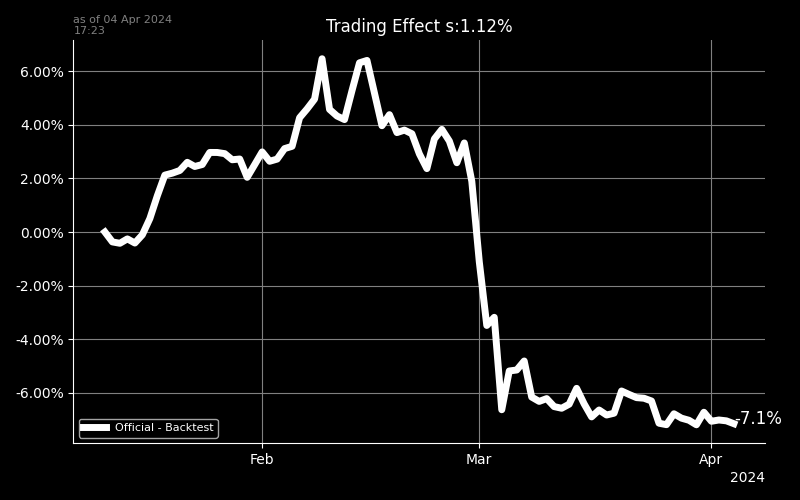 as of 04 Apr 2024
17:23
Trading Effect s:1.12%
6.00%
4.00%
2.00%
0.00%
-2.00%
-4.00%
-6.00%
-7.1%
Official - Backtest
Feb
Mar
Apr
2024